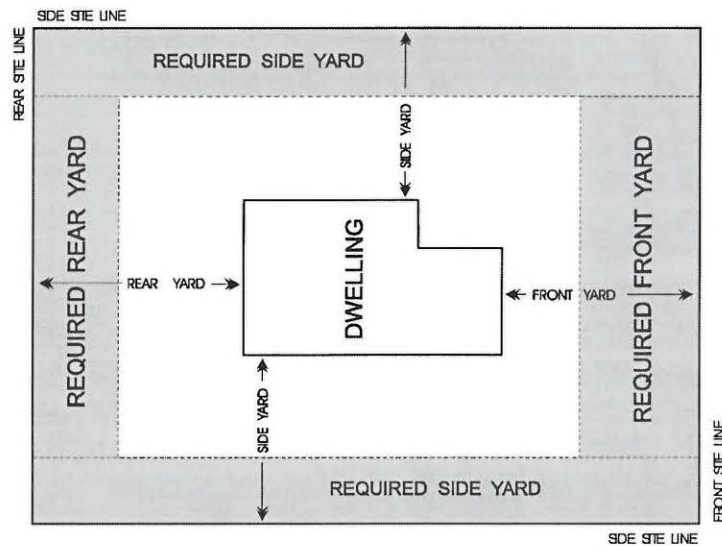 SIDE SITE LINE
REAR SITE LINE
REQUIRED SIDE YARD
SIDE YARD
REQUIRED REAR YARD
REAR YARD
DWELLING
FRONT YARD
REQUIRED FRONT YARD
SIDE YARD
REQUIRED SIDE YARD
FRONT SITE LINE
SIDE SITE LINE